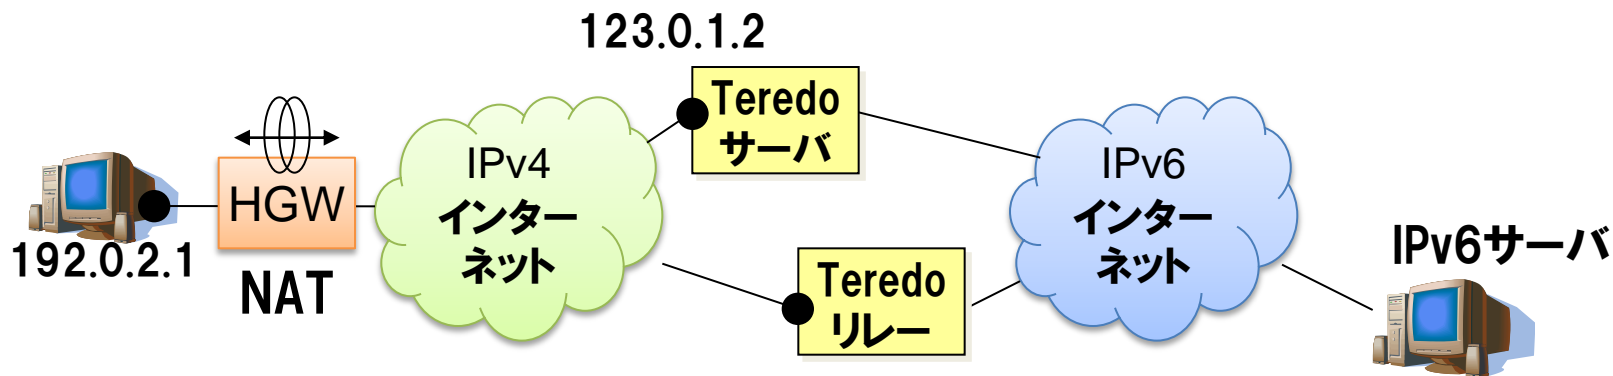 123.0.1.2
Teredo
サーバ
IPv4
インター
ネット
IPv6
インター
ネット
HGW
192.0.2.1
NAT
Teredo
リレー
IPv6サーバ